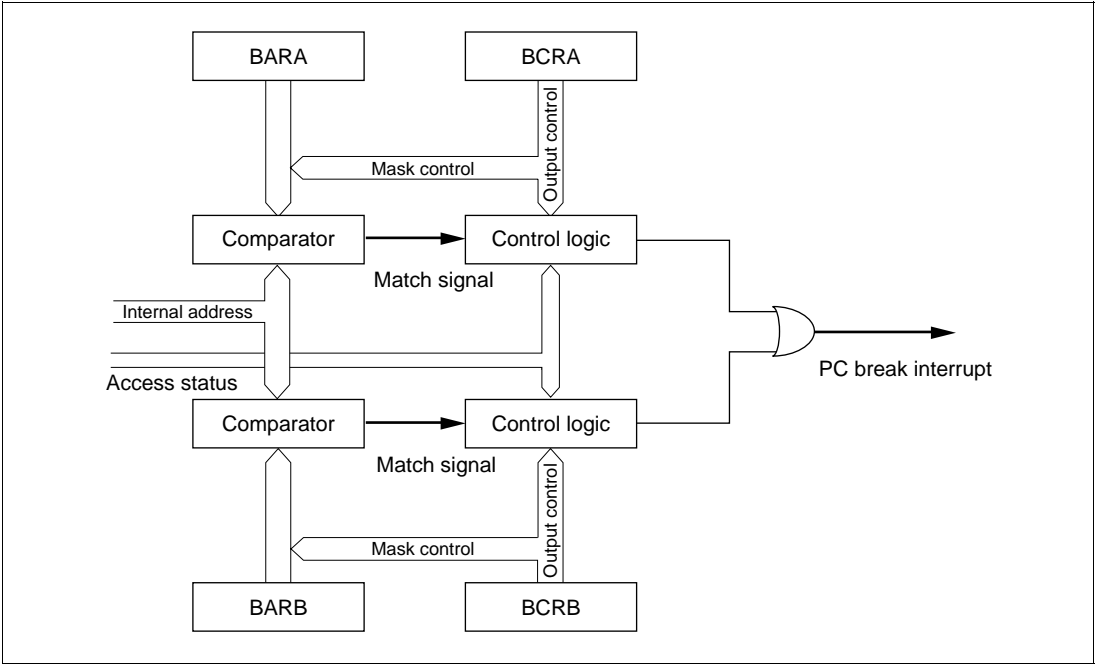 BARA
BCRA
Output control
Mask control
Comparator
Control logic
Match signal
Internal address
Access status
PC break interrupt
Comparator
Control logic
Match signal
Output control
Mask control
BARB
BCRB